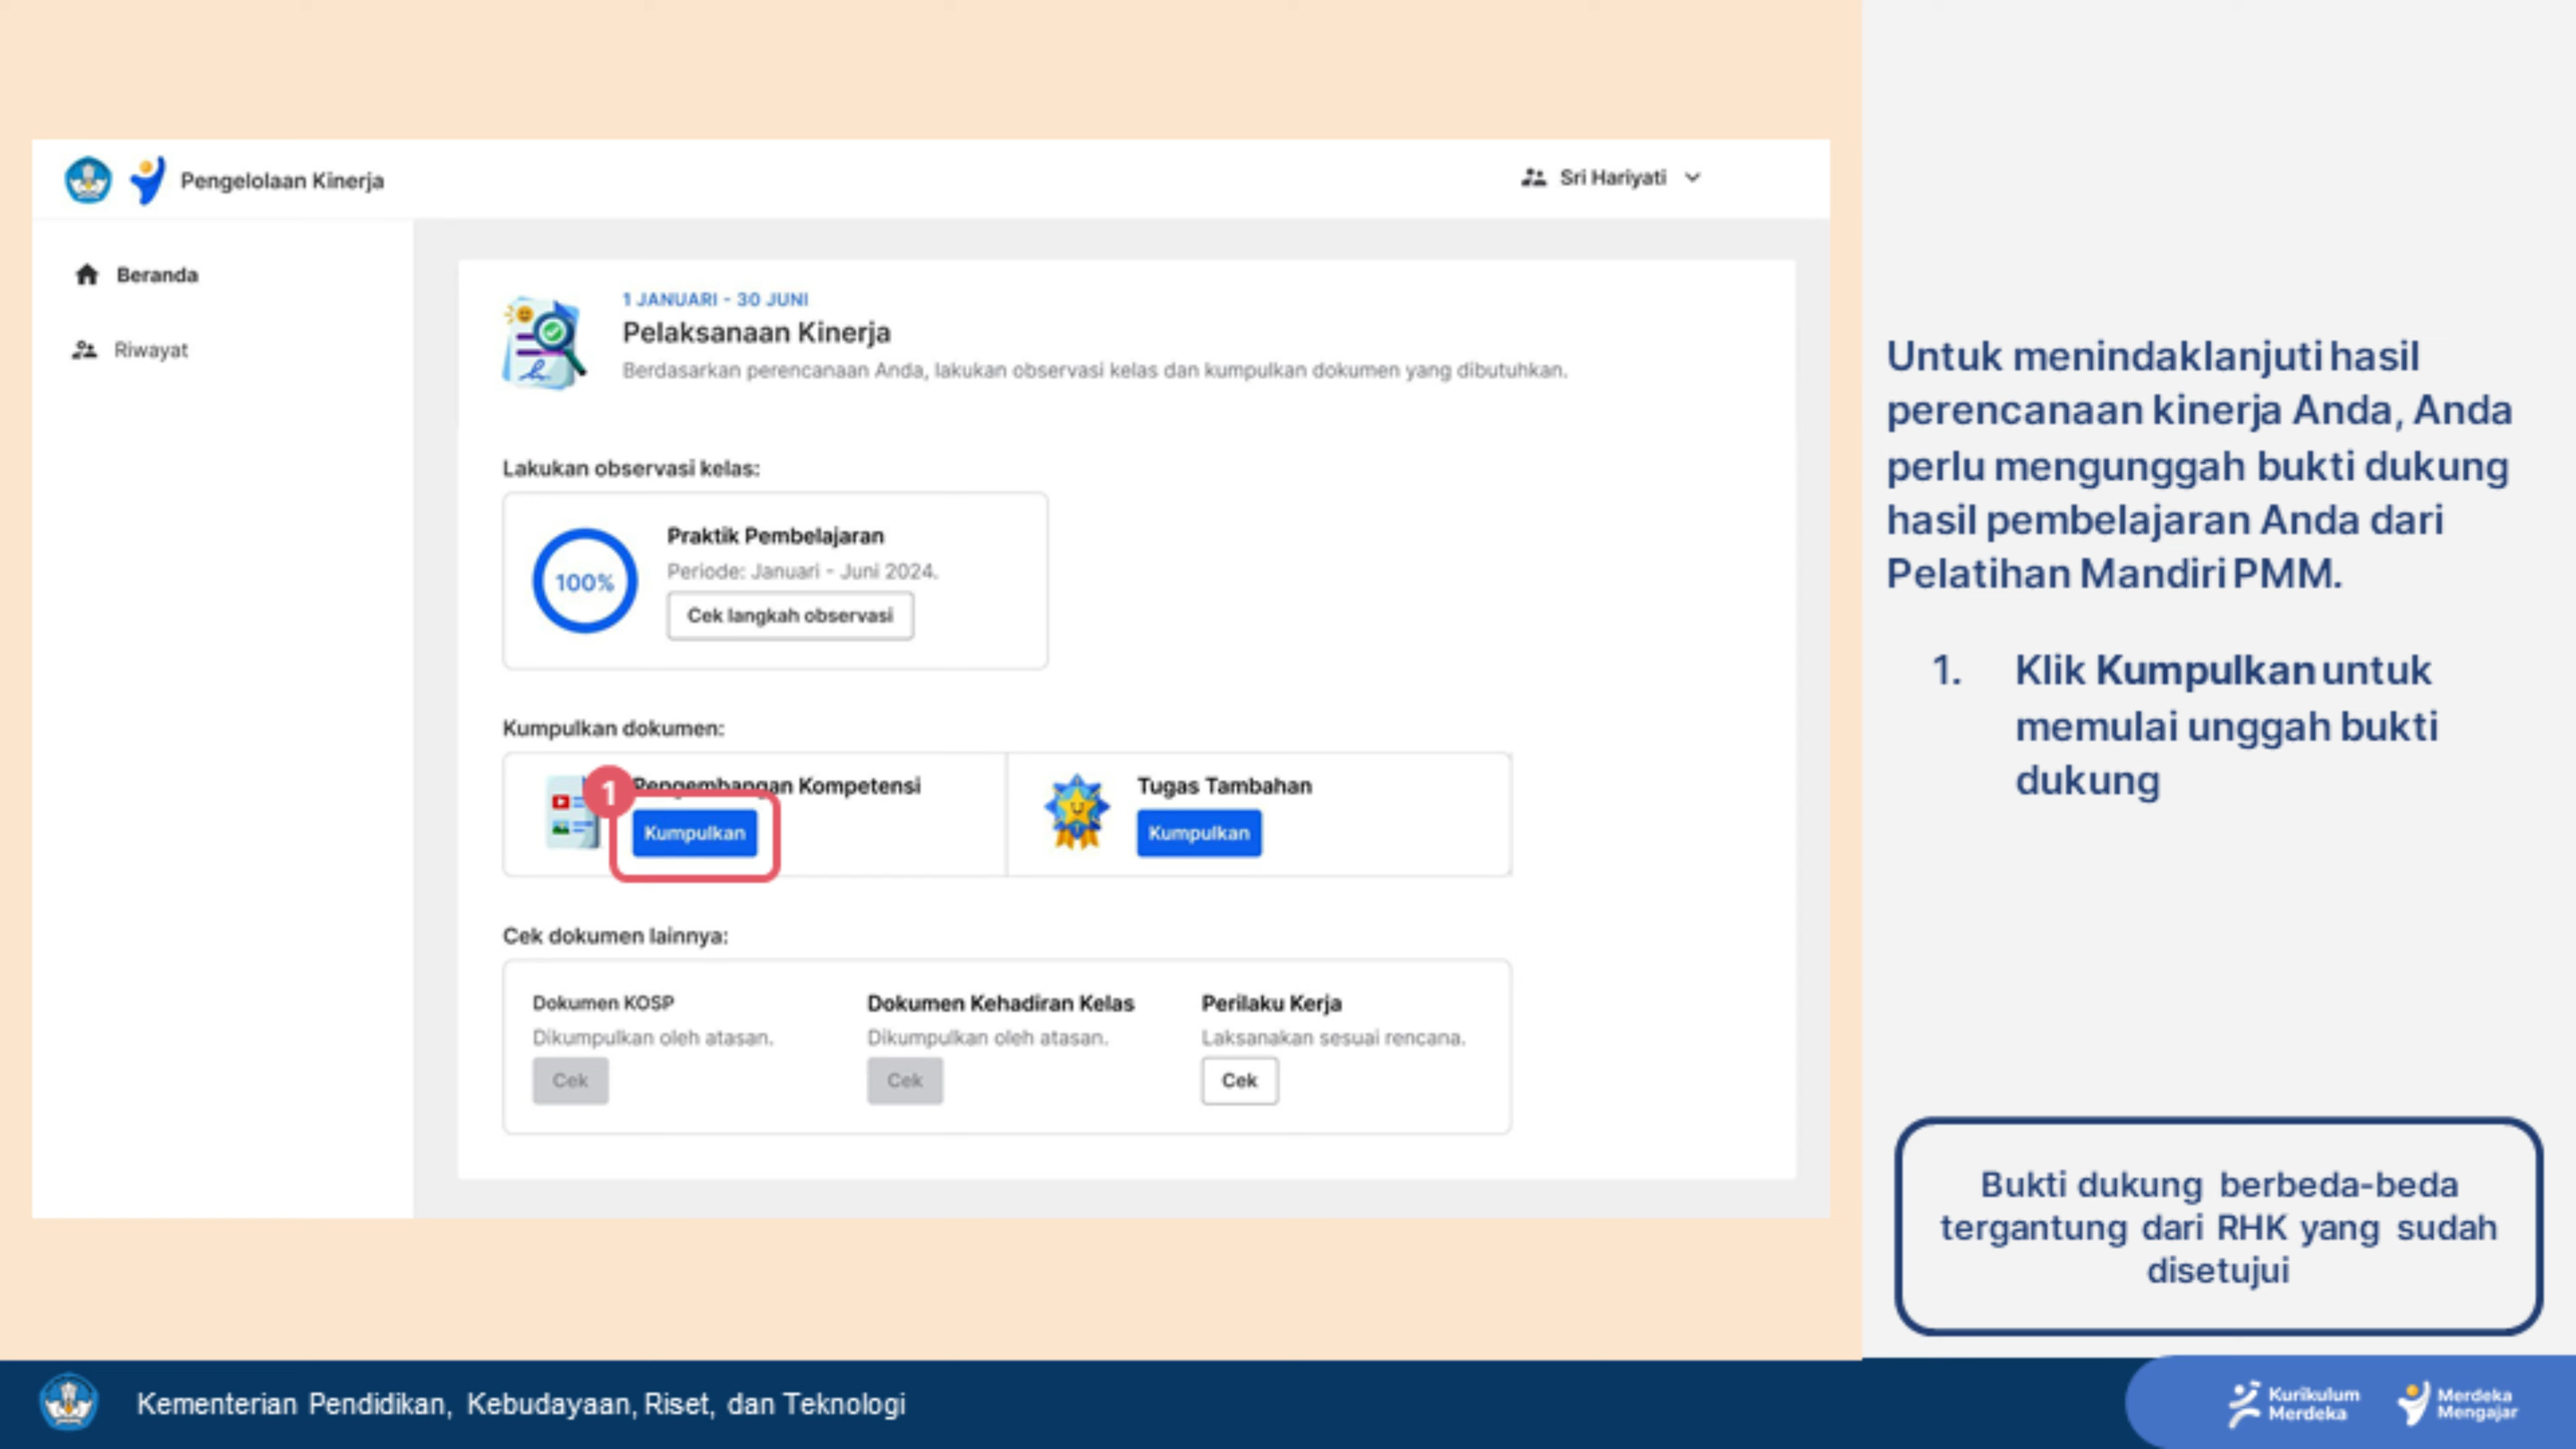 Pengelolaan Kinerja
Sri Hariyati
Beranda
Riwayat
1 JANUARI - 30 JUNI
Pelaksanaan Kinerja
Berdasarkan perencanaan Anda, lakukan observasi kelas dan kumpulkan dokumen yang dibutuhkan.
Lakukan observasi kelas:
100%
Praktik Pembelajaran
Periode: Januari - Juni 2024.
Cek langkah observasi
Kumpulkan dokumen:
1
Pengembangan Kompetensi
Kumpulkan
Tugas Tambahan
Kumpulkan
Cek dokumen lainnya:
Dokumen KOSP
Dikumpulkan oleh atasan.
Cek
Dokumen Kehadiran Kelas
Dikumpulkan oleh atasan.
Cek
Perilaku Kerja
Laksanakan sesuai rencana.
Cek
Untuk menindaklanjuti hasil
perencanaan kinerja Anda, Anda
perlu mengunggah bukti dukung
hasil pembelajaran Anda dari
Pelatihan Mandiri PMM.
1. Klik Kumpulkan untuk
memulai unggah bukti
dukung
Bukti dukung berbeda-beda
tergantung dari RHK yang sudah
disetujui
Kementerian Pendidikan, Kebudayaan, Riset, dan Teknologi
Kurikulum
Merdeka
Merdeka
Mengajar